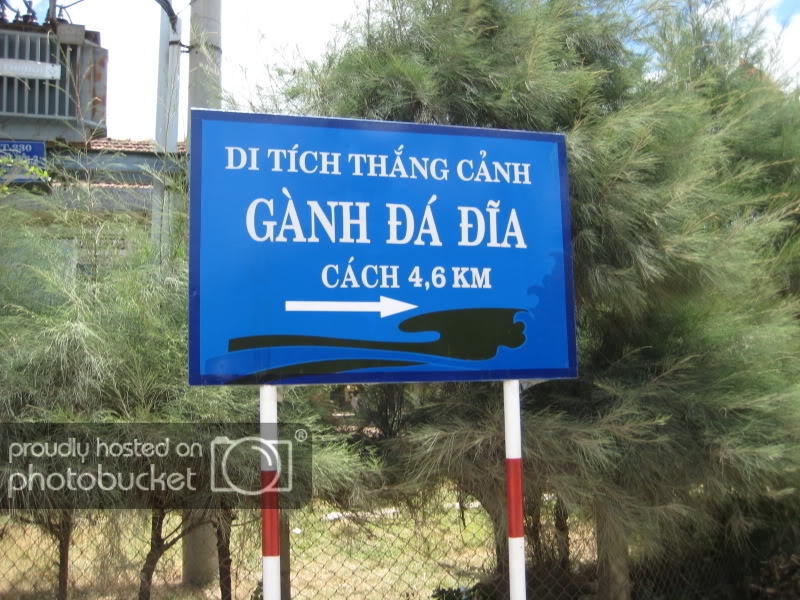 DI TÍCH THẮNG CẢNH
GÀNH ĐÁ ĐĨA
CÁCH 4,6 KM
proudly hosted on
photobucket®